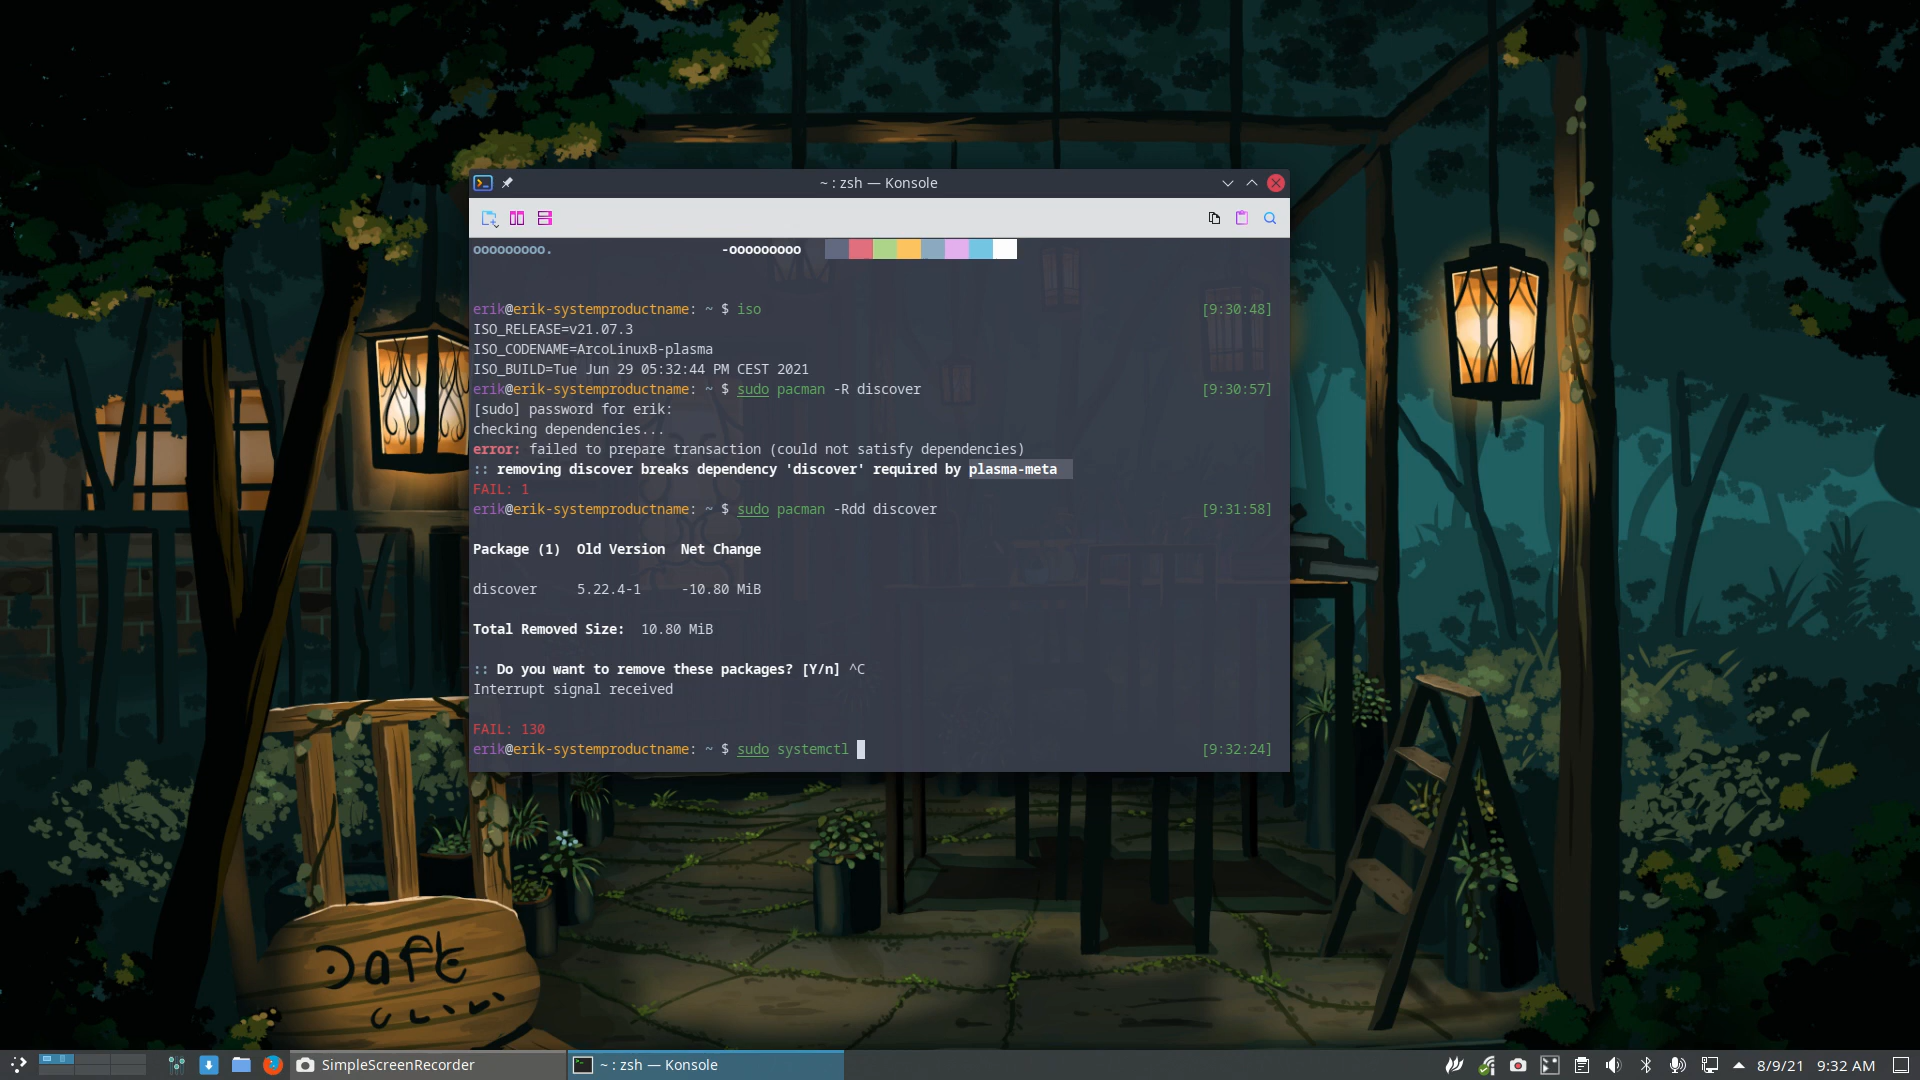 ~ : zsh — Konsole
ooooooooo. -ooooooooo
erik@erik-systemproductname: ~ $ iso [9:30:48]
ISO_RELEASE=v21.07.3
ISO_CODENAME=ArcoLinuxB-plasma
ISO_BUILD=Tue Jun 29 05:32:44 PM CEST 2021
erik@erik-systemproductname: ~ $ sudo pacman -R discover [9:30:57]
[sudo] password for erik:
checking dependencies...
error: failed to prepare transaction (could not satisfy dependencies)
:: removing discover breaks dependency 'discover' required by plasma-meta
FAIL: 1
erik@erik-systemproductname: ~ $ sudo pacman -Rdd discover [9:31:58]
Package (1) Old Version Net Change
discover 5.22.4-1 -10.80 MiB
Total Removed Size: 10.80 MiB
:: Do you want to remove these packages? [Y/n] ^C
Interrupt signal received
FAIL: 130
erik@erik-systemproductname: ~ $ sudo systemctl [9:32:24]
Daft
SimpleScreenRecorder
~ : zsh — Konsole
8/9/21 9:32 AM